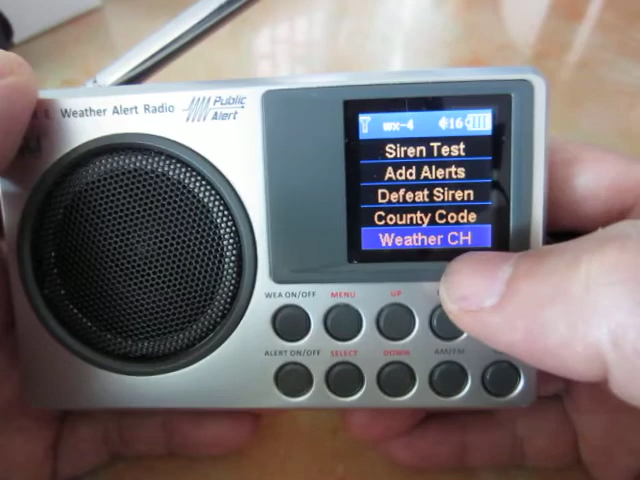 Weather Alert Radio
Public
Alert
wx-4 16
Siren Test
Add Alerts
Defeat Siren
County Code
Weather CH
WEA ON/OFF MENU UP
ALERT ON/OFF SELECT DOWN AM/FM